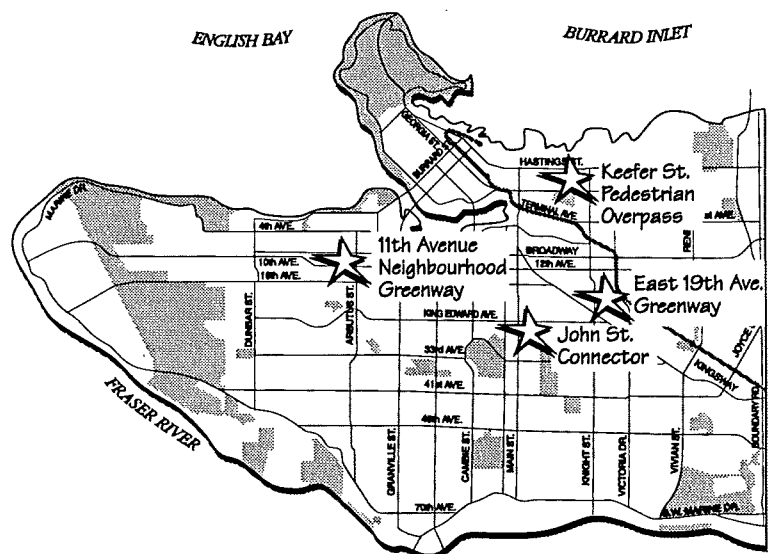 ENGLISH BAY
BURRARD INLET
GEORGIA ST.
BURRARD ST.
HASTINGS ST.
Keefer St.
Pedestrian
Overpass
TERMINAL AVE
1st AVE.
MARINE DR.
4th AVE.
BROADWAY
10th AVE.
12th AVE.
16th AVE.
11th Avenue
Neighbourhood
Greenway
East 19th Ave.
Greenway
DUNBAR ST.
ARBUTUS ST.
KING EDWARD AVE.
John St.
Connector
33rd AVE.
41st AVE.
49th AVE.
KINGSWAY
JOYCE
BOUNDARY RD.
FRASER RIVER
GRANVILLE ST.
CAMBIE ST.
MAIN ST.
KNIGHT ST.
VICTORIA DR.
VIVIAN ST.
70th AVE.
S.W. MARINE DR.